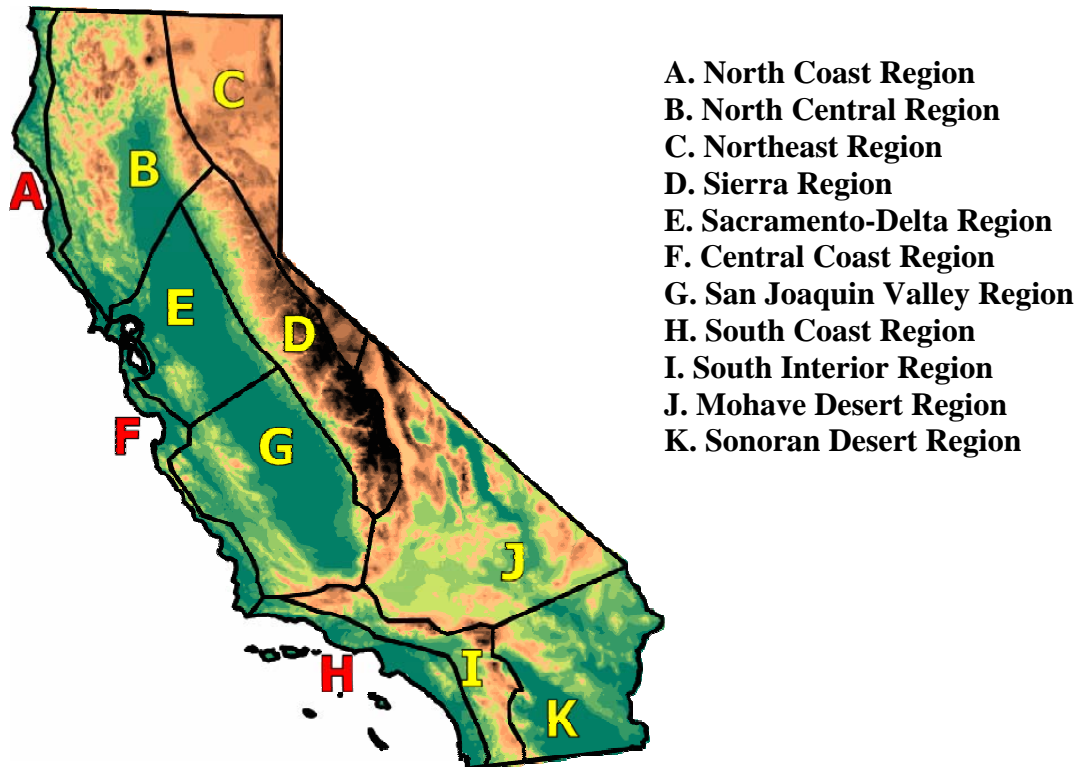 A. North Coast Region
B. North Central Region
C. Northeast Region
D. Sierra Region
E. Sacramento-Delta Region
F. Central Coast Region
G. San Joaquin Valley Region
H. South Coast Region
I. South Interior Region
J. Mohave Desert Region
K. Sonoran Desert Region
C
B
A
E
D
F
G
J
H
I
K